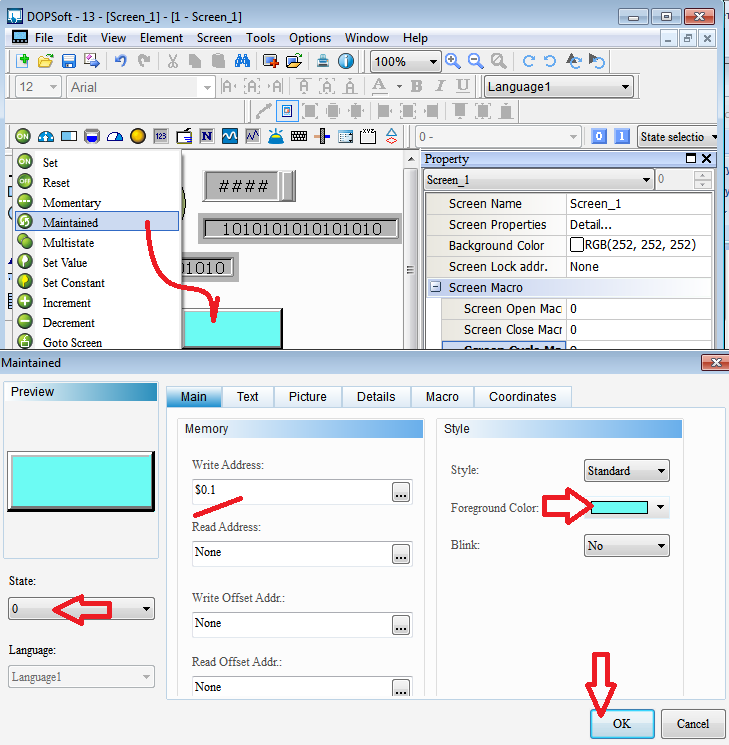 DOPSoft - 13 - [Screen_1] - [1 - Screen_1]
File Edit View Element Screen Tools Options Window Help
100%
12 Arial A A A A A A A B I U Language1
ON 123 N XYZ 0 - 0 1 State selectio
Set
Reset
Momentary
Maintained
Multistate
Set Value
Set Constant
Increment
Decrement
Goto Screen
####
1010101010101010
01010
Property
Screen_1 0
Screen Name Screen_1
Screen Properties Detail...
Background Color RGB(252, 252, 252)
Screen Lock addr. None
Screen Macro
Screen Open Mac 0
Screen Close Macr 0
Maintained
Preview
State:
0
Language:
Language1
Main Text Picture Details Macro Coordinates
Memory
Write Address:
$0.1 ...
Read Address:
None ...
Write Offset Addr.:
None ...
Read Offset Addr.:
None ...
Style
Style: Standard
Foreground Color:
Blink: No
OK Cancel